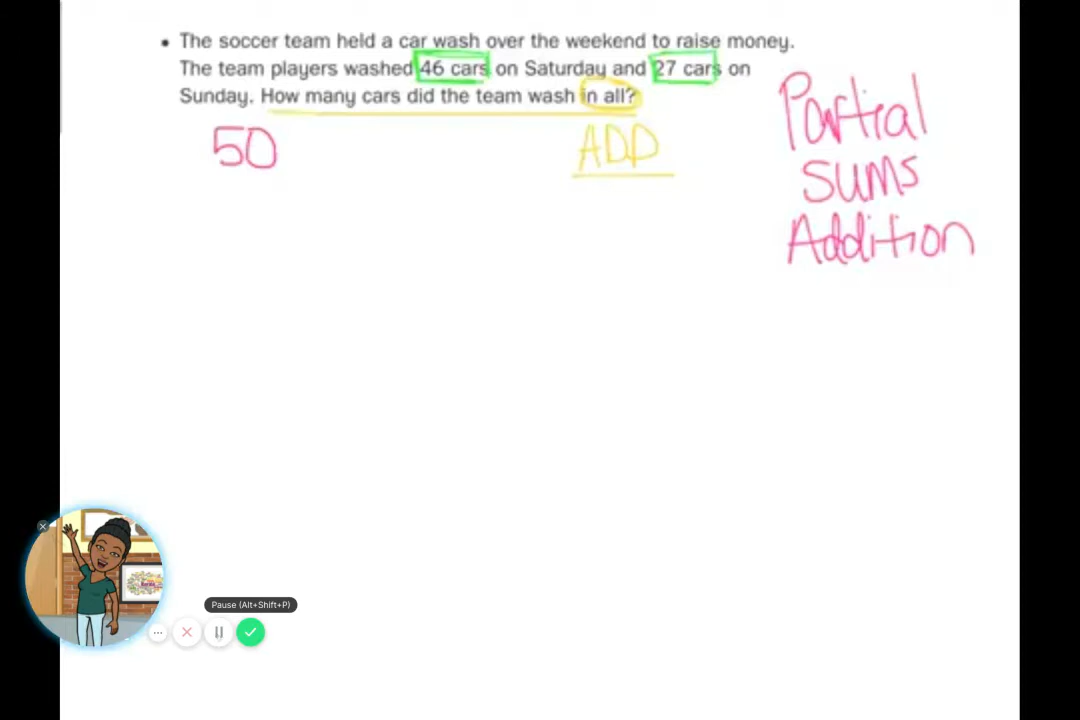 • The soccer team held a car wash over the weekend to raise money.
The team players washed 46 cars on Saturday and 27 cars on
Sunday. How many cars did the team wash in all?
50
ADD
Partial
sums
Addition
Pause (Alt+Shift+P)